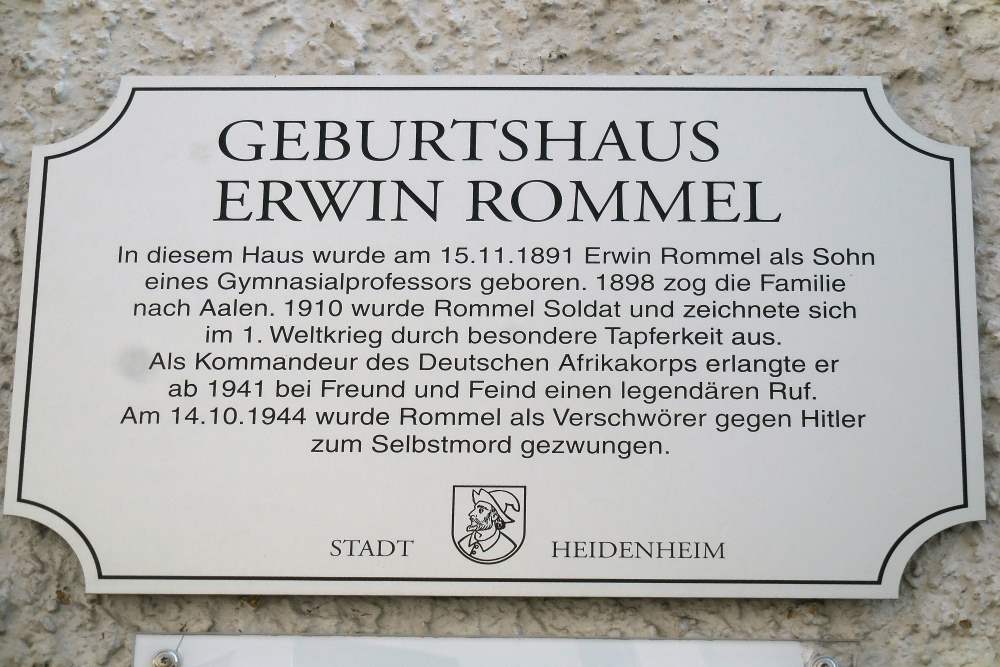 GEBURTSHAUS
ERWIN ROMMEL
In diesem Haus wurde am 15.11.1891 Erwin Rommel als Sohn
eines Gymnasialprofessors geboren. 1898 zog die Familie
nach Aalen. 1910 wurde Rommel Soldat und zeichnete sich
im 1. Weltkrieg durch besondere Tapferkeit aus.
Als Kommandeur des Deutschen Afrikakorps erlangte er
ab 1941 bei Freund und Feind einen legendären Ruf.
Am 14.10.1944 wurde Rommel als Verschwörer gegen Hitler
zum Selbstmord gezwungen.
STADT HEIDENHEIM